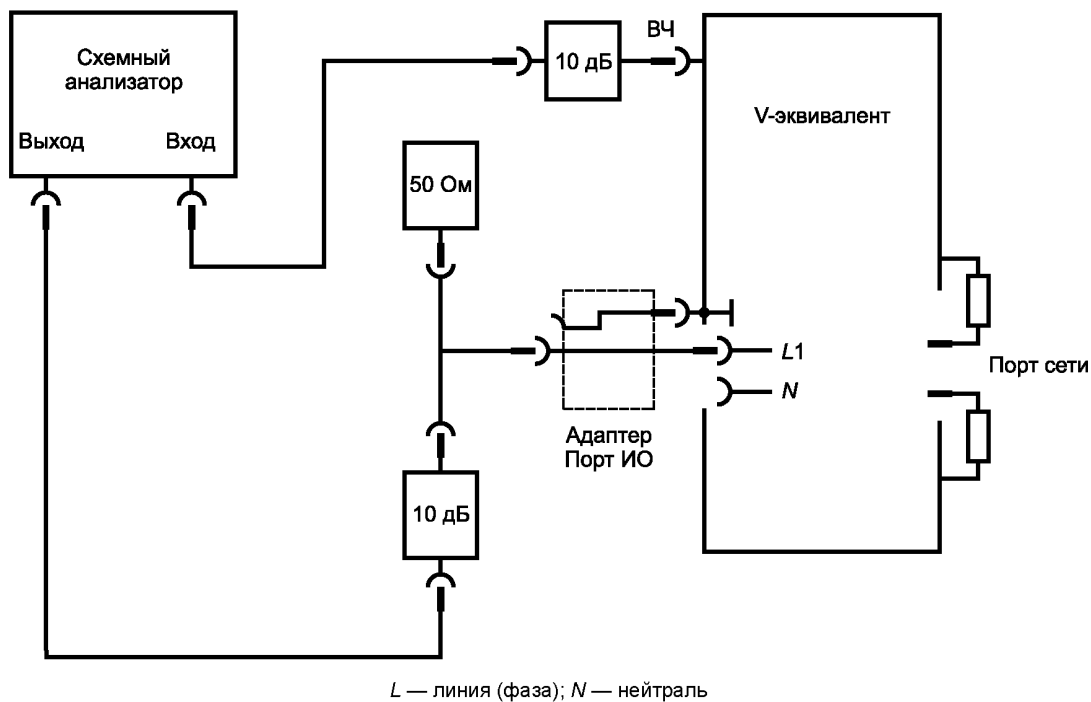 Схемный
анализатор
Выход
Вход
10 дБ
ВЧ
V-эквивалент
50 Ом
L1
N
Порт сети
Адаптер
Порт ИО
10 дБ
L — линия (фаза); N — нейтраль